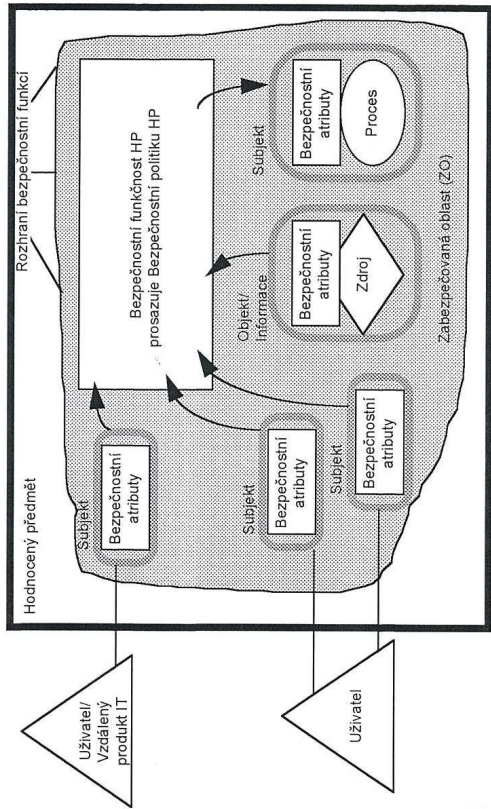 Rozhraní bezpečnostní funkcí
Hodnocený předmět
Uživatel/
Vzdálený
produkt IT
Subjekt
Bezpečnostní
atributy
Bezpečnostní funkčnost HP
prosazuje Bezpečnostní politiku HP
Uživatel
Subjekt
Bezpečnostní
atributy
Subjekt
Bezpečnostní
atributy
Objekt/
Informace
Bezpečnostní
atributy
Zdroj
Subjekt
Bezpečnostní
atributy
Proces
Zabezpečovaná oblast (ZO)